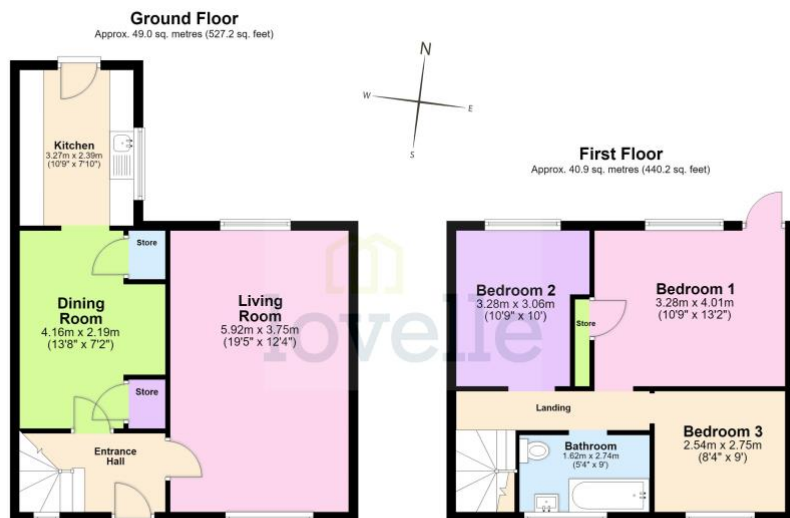 Ground Floor
Approx. 49.0 sq. metres (527.2 sq. feet)
Kitchen
3.27m x 2.39m
(10'9" x 7'10")
Store
Dining
Room
4.16m x 2.19m
(13'8" x 7'2")
Living
Room
5.92m x 3.75m
(19'5" x 12'4")
Store
Entrance
Hall
N
W
E
S
lovelle
First Floor
Approx. 40.9 sq. metres (440.2 sq. feet)
Bedroom 2
3.28m x 3.06m
(10'9" x 10')
Bedroom 1
3.28m x 4.01m
(10'9" x 13'2")
Store
Landing
Bathroom
1.62m x 2.74m
(5'4" x 9')
Bedroom 3
2.54m x 2.75m
(8'4" x 9')